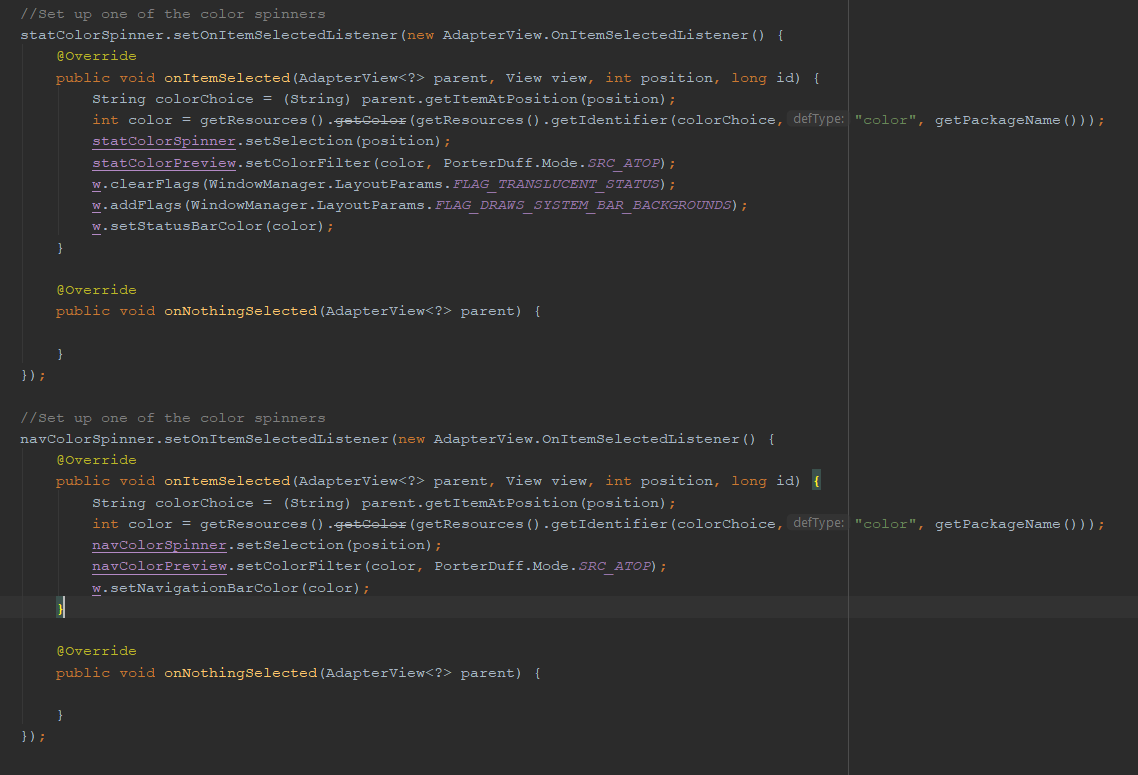 //Set up one of the color spinners
statColorSpinner.setOnItemSelectedListener(new AdapterView.OnItemSelectedListener() {
    @Override
    public void onItemSelected(AdapterView<?> parent, View view, int position, long id) {
        String colorChoice = (String) parent.getItemAtPosition(position);
        int color = getResources().getColor(getResources().getIdentifier(colorChoice, defType: "color", getPackageName()));
        statColorSpinner.setSelection(position);
        statColorPreview.setColorFilter(color, PorterDuff.Mode.SRC_ATOP);
        w.clearFlags(WindowManager.LayoutParams.FLAG_TRANSLUCENT_STATUS);
        w.addFlags(WindowManager.LayoutParams.FLAG_DRAWS_SYSTEM_BAR_BACKGROUNDS);
        w.setStatusBarColor(color);
    }

    @Override
    public void onNothingSelected(AdapterView<?> parent) {

    }
});

//Set up one of the color spinners
navColorSpinner.setOnItemSelectedListener(new AdapterView.OnItemSelectedListener() {
    @Override
    public void onItemSelected(AdapterView<?> parent, View view, int position, long id) {
        String colorChoice = (String) parent.getItemAtPosition(position);
        int color = getResources().getColor(getResources().getIdentifier(colorChoice, defType: "color", getPackageName()));
        navColorSpinner.setSelection(position);
        navColorPreview.setColorFilter(color, PorterDuff.Mode.SRC_ATOP);
        w.setNavigationBarColor(color);
    }

    @Override
    public void onNothingSelected(AdapterView<?> parent) {

    }
});